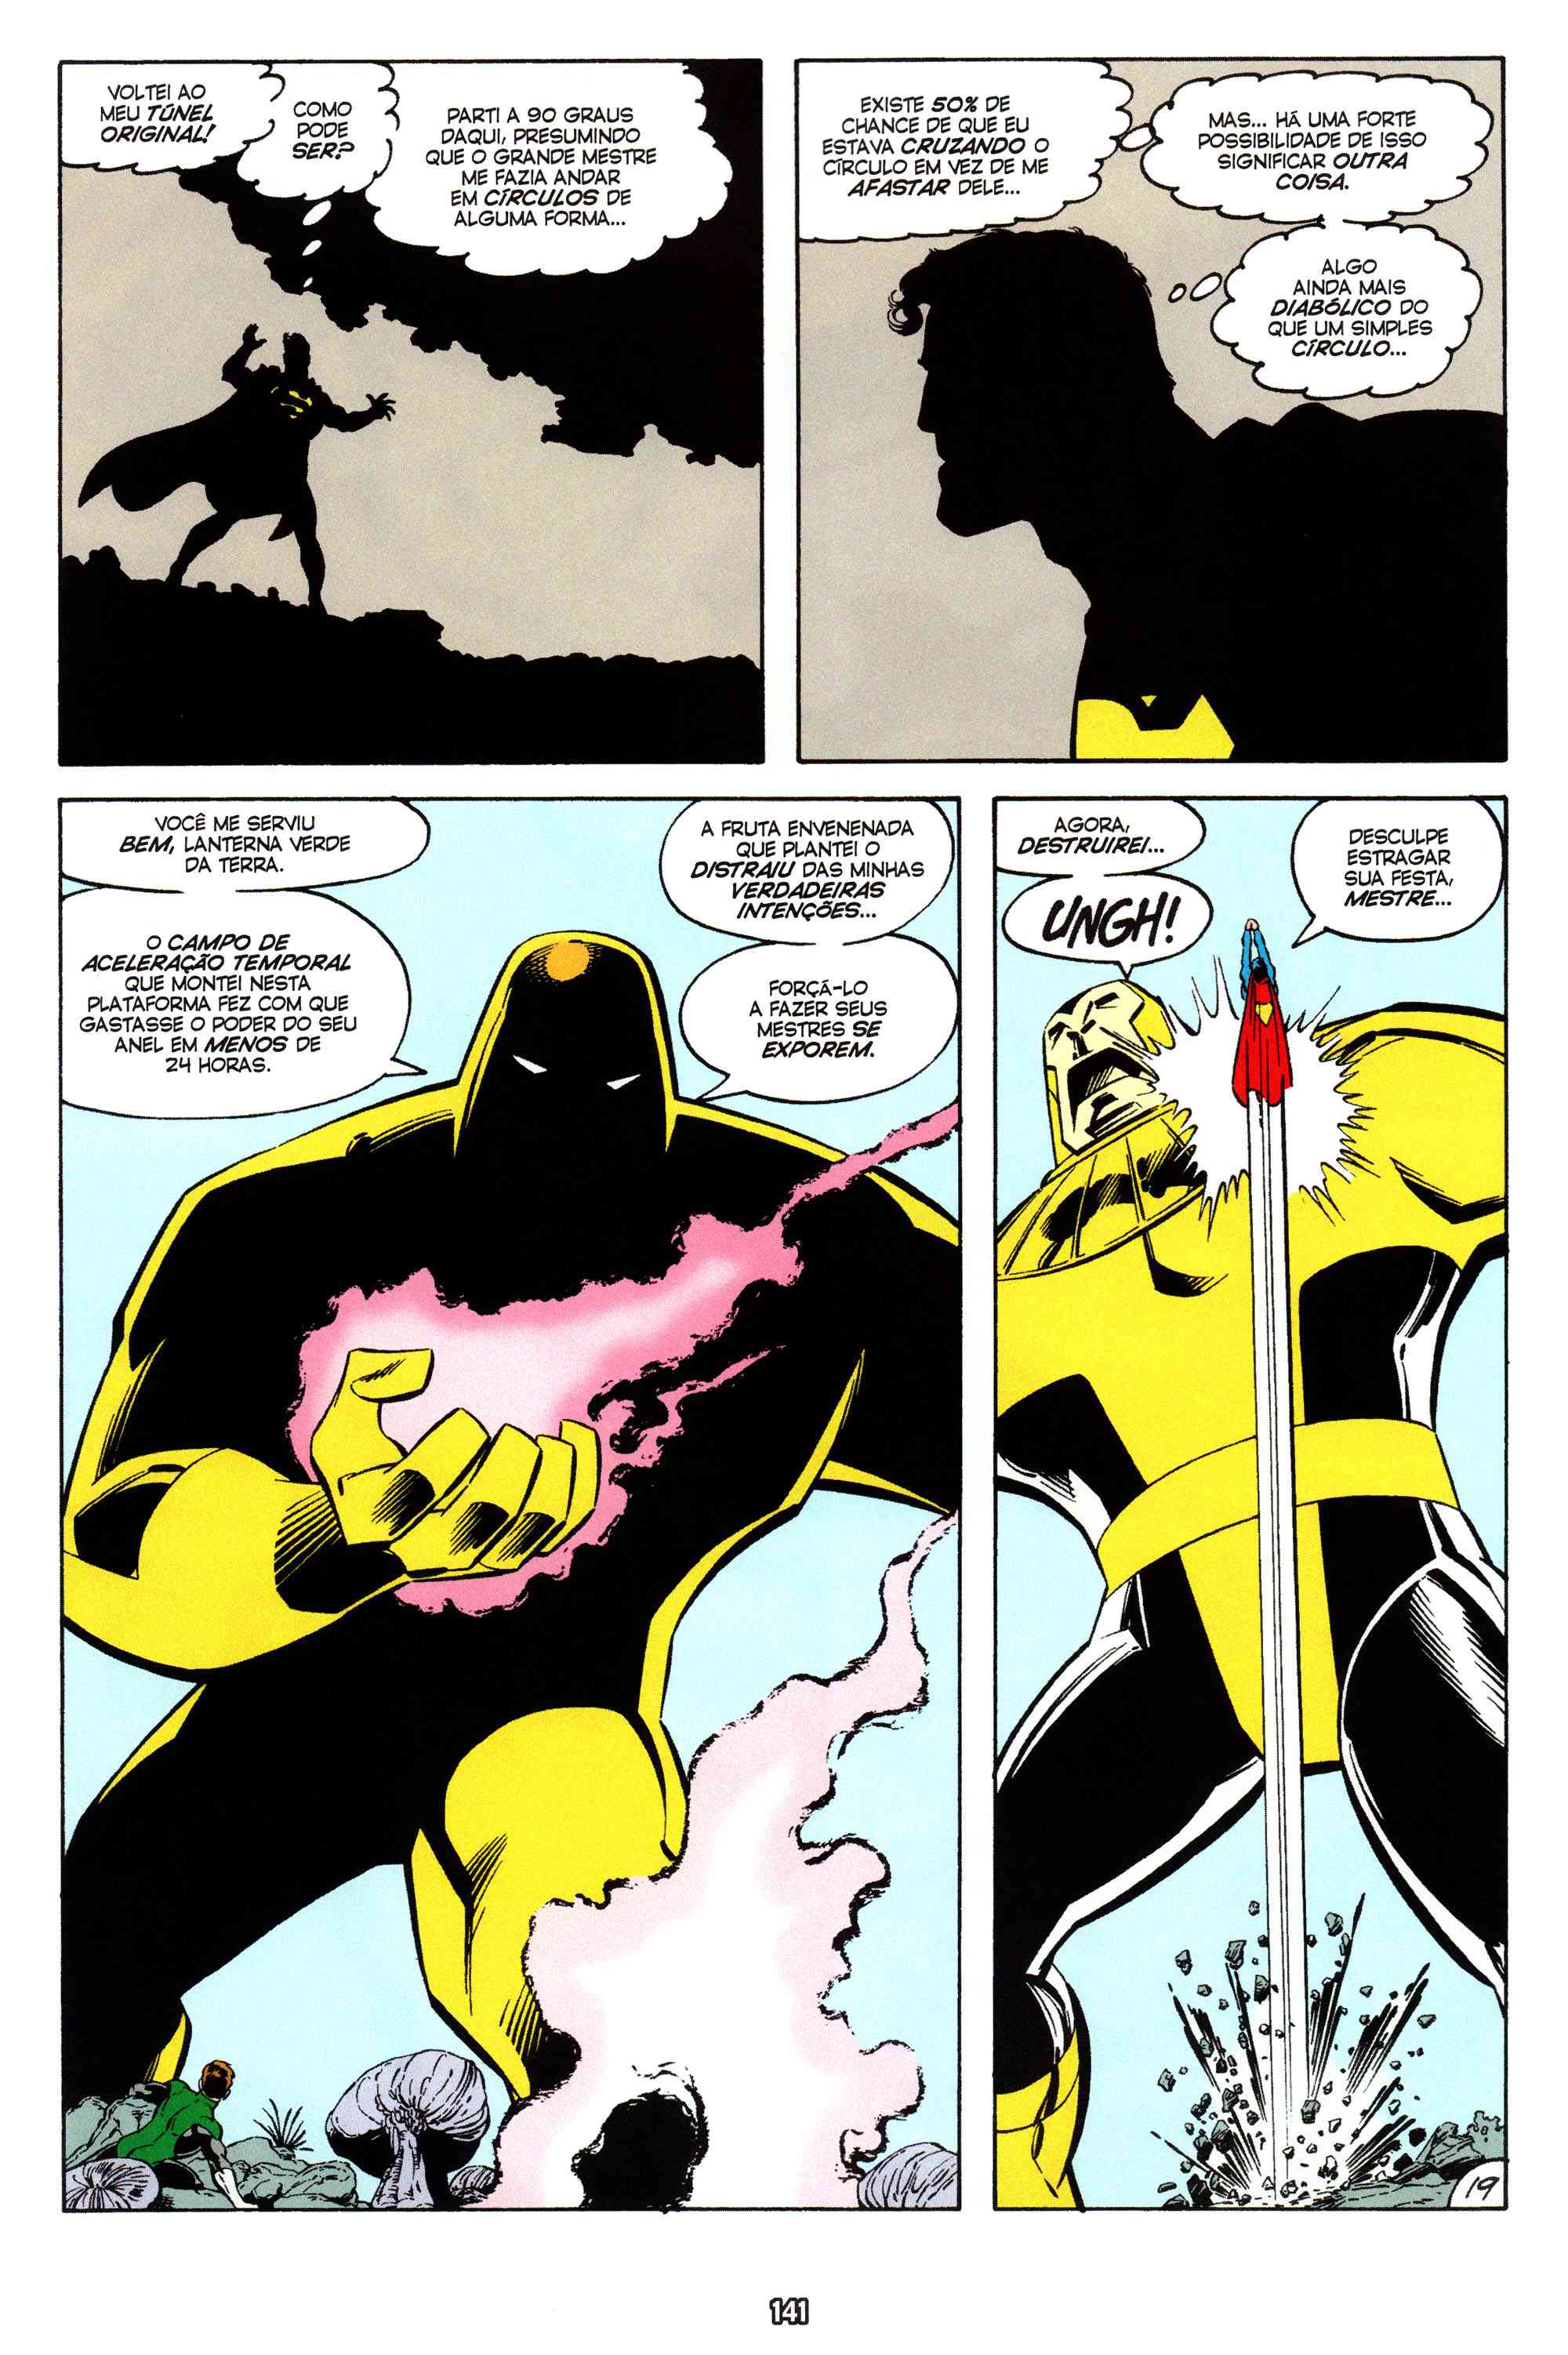 VOLTEI AO
MEU TÚNEL
ORIGINAL!
COMO
PODE
SER?
PARTI A 90 GRAUS
DAQUI, PRESUMINDO
QUE O GRANDE MESTRE
ME FAZIA ANDAR
EM CÍRCULOS DE
ALGUMA FORMA...
EXISTE 50% DE
CHANCE DE QUE EU
ESTAVA CRUZANDO O
CÍRCULO EM VEZ DE ME
AFASTAR DELE...
MAS... HÁ UMA FORTE
POSSIBILIDADE DE ISSO
SIGNIFICAR OUTRA
COISA.
ALGO
AINDA MAIS
DIABÓLICO DO
QUE UM SIMPLES
CÍRCULO...
VOCÊ ME SERVIU
BEM, LANTERNA VERDE
DA TERRA.
O CAMPO DE
ACELERAÇÃO TEMPORAL
QUE MONTEI NESTA
PLATAFORMA FEZ COM QUE
GASTASSE O PODER DO SEU
ANEL EM MENOS DE
24 HORAS.
A FRUTA ENVENENADA
QUE PLANTEI O
DISTRAIU DAS MINHAS
VERDADEIRAS
INTENÇÕES...
FORÇÁ-LO
A FAZER SEUS
MESTRES SE
EXPOREM.
AGORA,
DESTRUIREI...
UNGH!
DESCULPE
ESTRAGAR
SUA FESTA,
MESTRE...
19
141